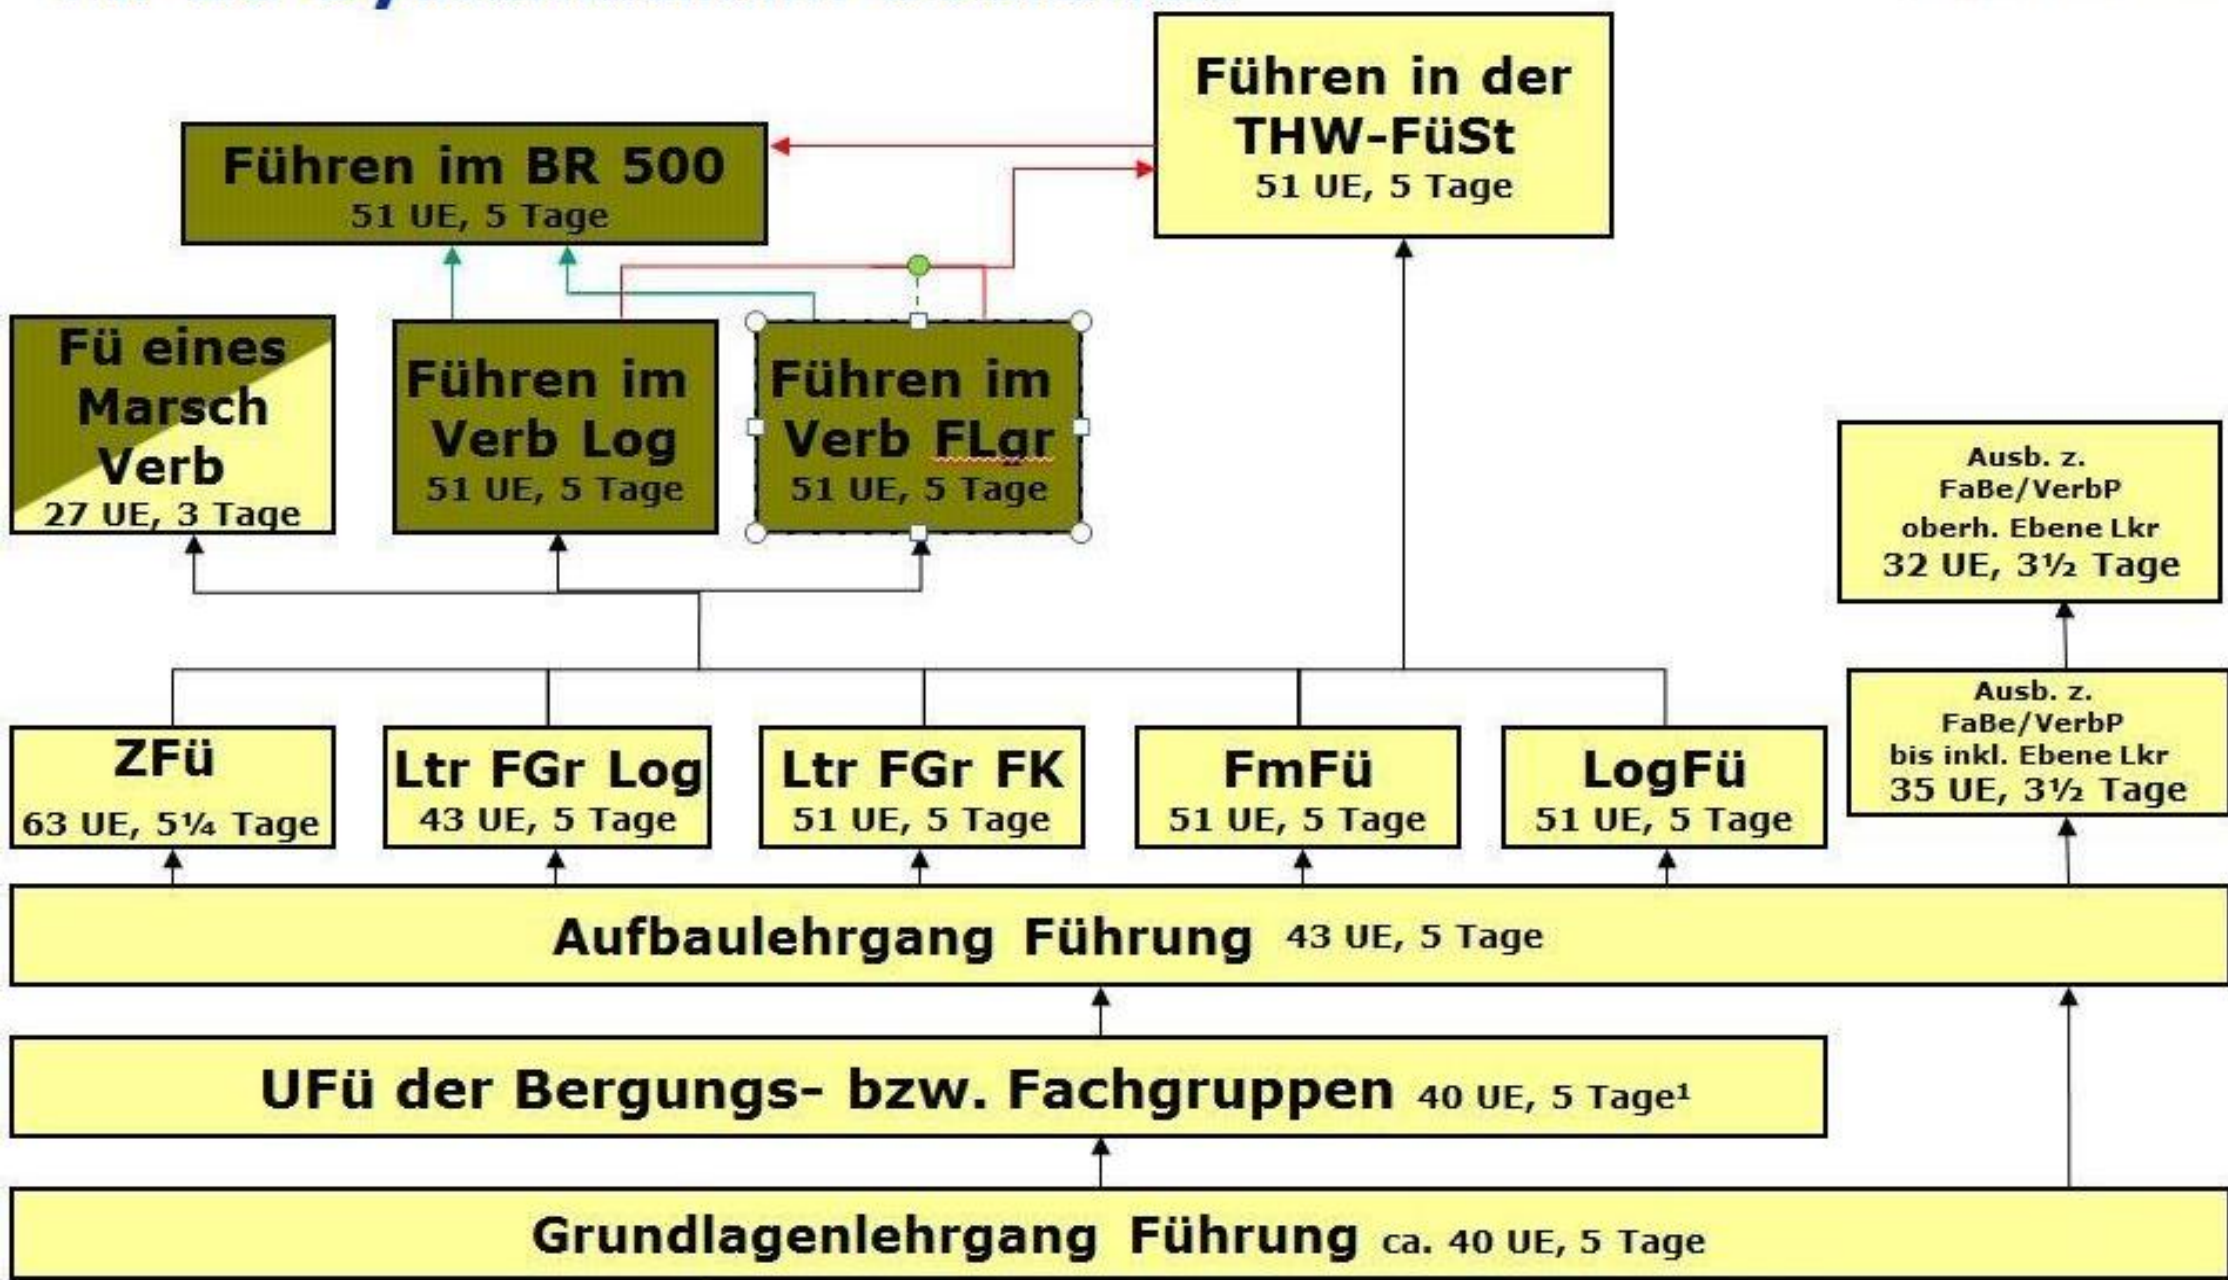 Führen in der
THW-FüSt
51 UE, 5 Tage
Führen im BR 500
51 UE, 5 Tage
Fü eines
Marsch
Verb
27 UE, 3 Tage
Führen im
Verb Log
51 UE, 5 Tage
Führen im
Verb FLgr
51 UE, 5 Tage
Ausb. z.
FaBe/VerbP
oberh. Ebene Lkr
32 UE, 3½ Tage
ZFü
63 UE, 5¼ Tage
Ltr FGr Log
43 UE, 5 Tage
Ltr FGr FK
51 UE, 5 Tage
FmFü
51 UE, 5 Tage
LogFü
51 UE, 5 Tage
Ausb. z.
FaBe/VerbP
bis inkl. Ebene Lkr
35 UE, 3½ Tage
Aufbaulehrgang Führung 43 UE, 5 Tage
UFü der Bergungs- bzw. Fachgruppen 40 UE, 5 Tage¹
Grundlagenlehrgang Führung ca. 40 UE, 5 Tage